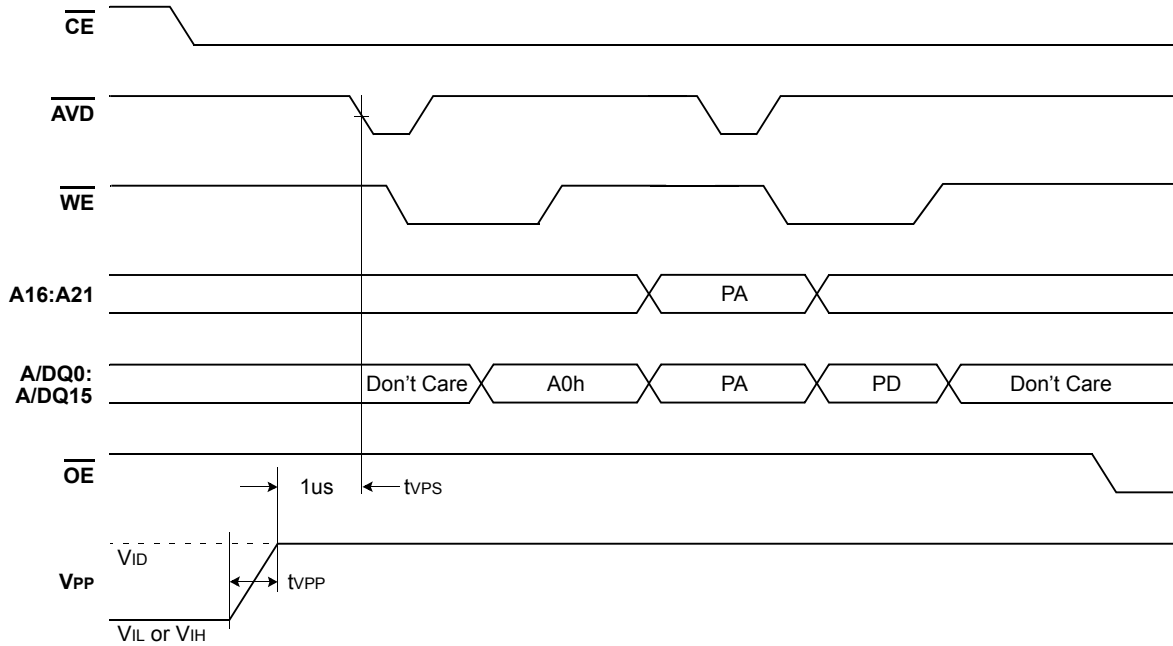 CE
AVD
WE
A16:A21
PA
A/DQ0:
A/DQ15
Don't Care
A0h
PA
PD
Don't Care
OE
1us
tVPS
VID
VPP
tVPP
VIL or VIH